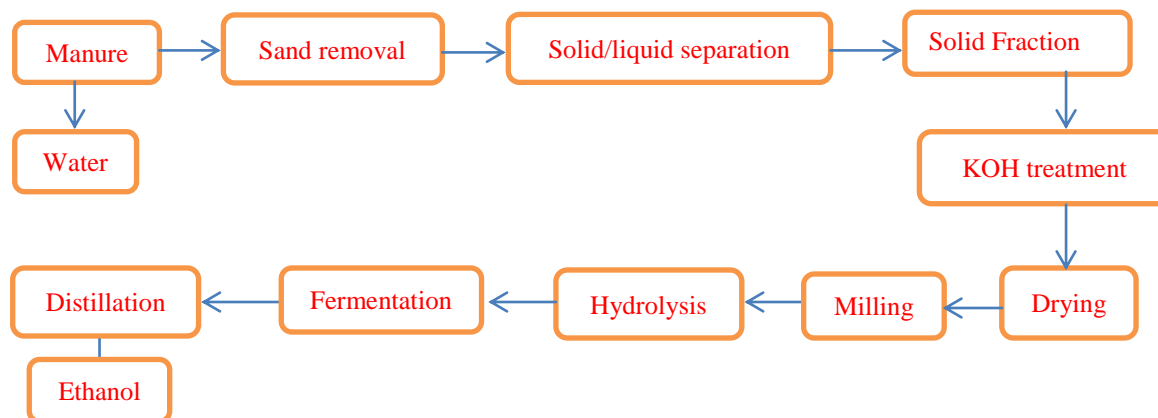 Manure
Sand removal
Solid/liquid separation
Solid Fraction
Water
KOH treatment
Distillation
Fermentation
Hydrolysis
Milling
Drying
Ethanol